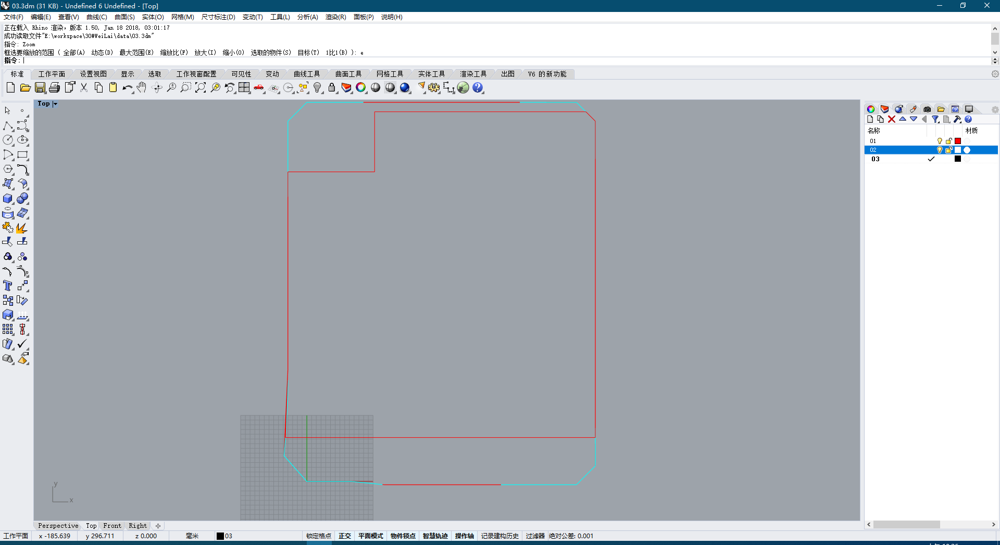 03.3dm (31 KB) - Undefined 6 Undefined - [Top]
文件(F) 编辑(E) 查看(V) 曲线(C) 曲面(S) 实体(O) 网格(M) 尺寸标注(D) 变动(T) 工具(L) 分析(A) 渲染(R) 面板(P) 说明(H)
正在载入 Rhino 渲染, 版本 1.50, Jan 18 2018, 03:01:17
成功读取文件"E:\workspace\30#WeiLai\data\03.3dm"
指令: Zoom
框选要缩放的范围 ( 全部(A) 动态(D) 最大范围(E) 缩放比(F) 放大(I) 缩小(O) 选取的物件(S) 目标(T) 1比1(B) ): e
指令:
标准 工作平面 设置视图 显示 选取 工作视窗配置 可见性 变动 曲线工具 曲面工具 网格工具 实体工具 渲染工具 出图 V6 的新功能
Top
名称 材质
01
02
03
y
x
Perspective Top Front Right
工作平面 x -185.639 y 296.711 z 0.000 毫米 03 锁定格点 正交 平面模式 物件锁点 智慧轨迹 操作轴 记录建构历史 过滤器 绝对公差: 0.001